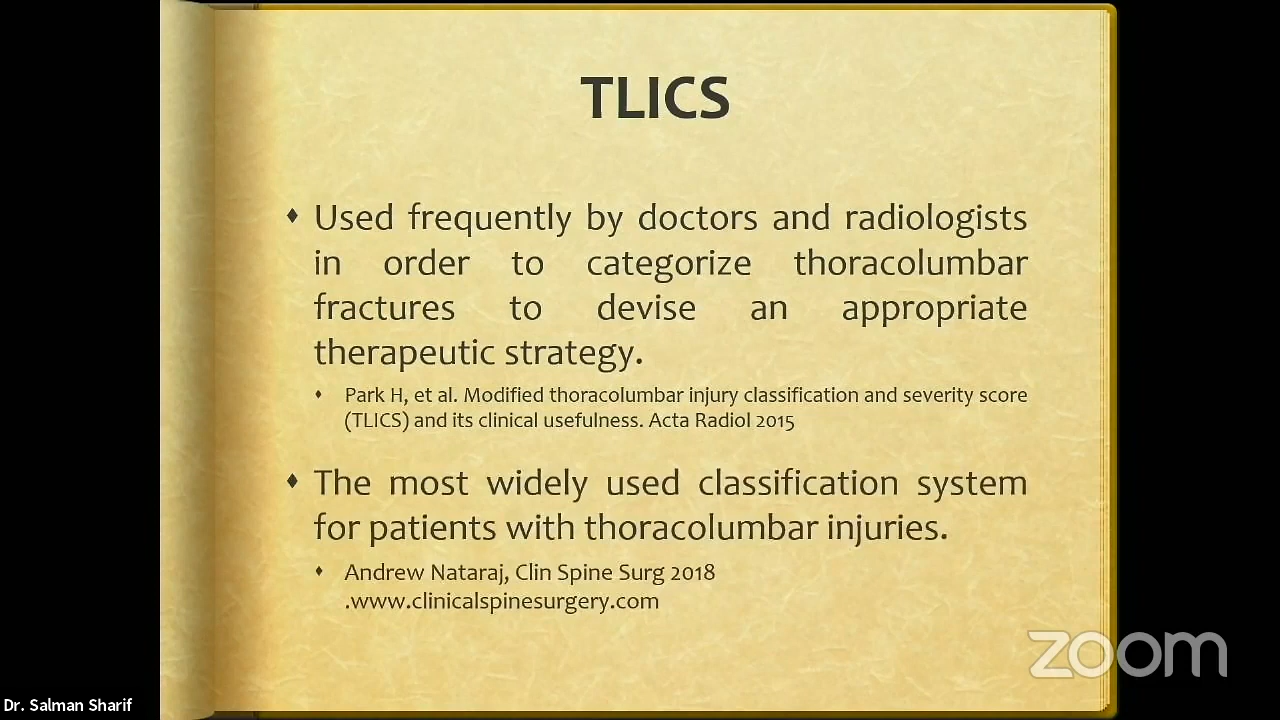 TLICS
Used frequently by doctors and radiologists
in order to categorize thoracolumbar
fractures to devise an appropriate
therapeutic strategy.
Park H, et al. Modified thoracolumbar injury classification and severity score
(TLICS) and its clinical usefulness. Acta Radiol 2015
The most widely used classification system
for patients with thoracolumbar injuries.
Andrew Nataraj, Clin Spine Surg 2018
.www.clinicalspinesurgery.com
zoom
Dr. Salman Sharif